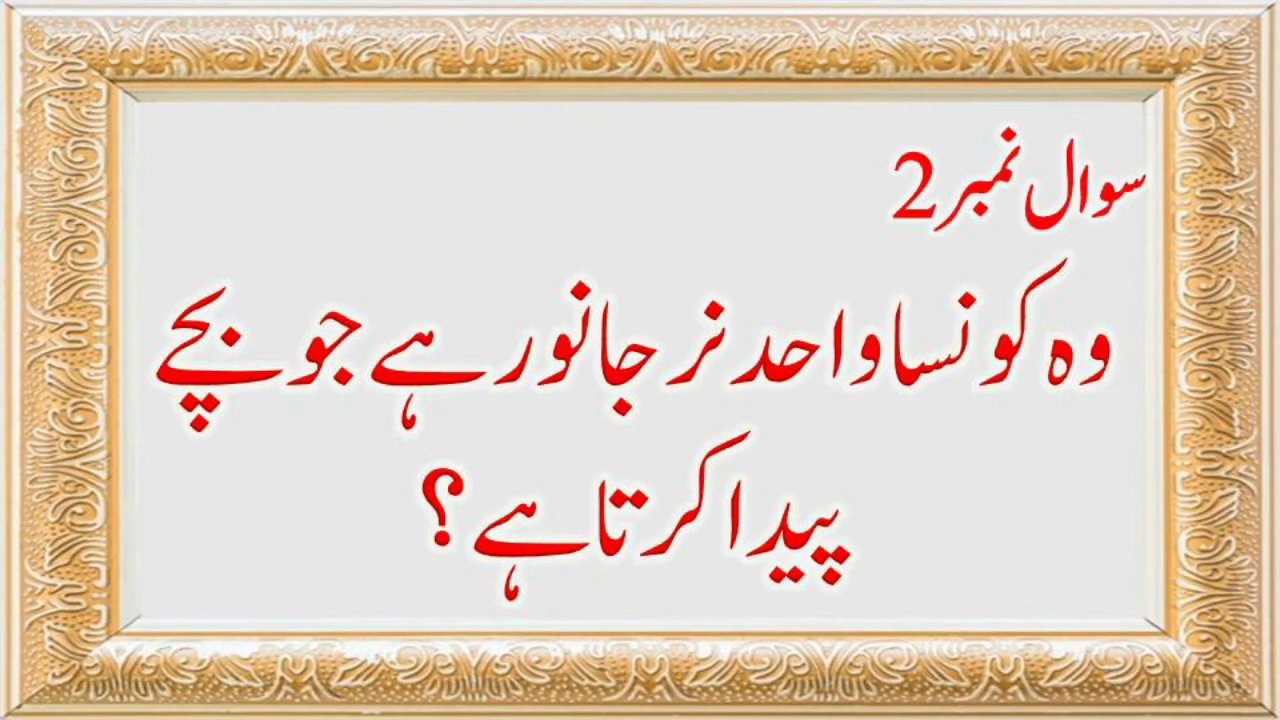 سوال نمبر2
وہ کونسا واحد نر جانور ہے جو بچے
پیدا کرتا ہے؟